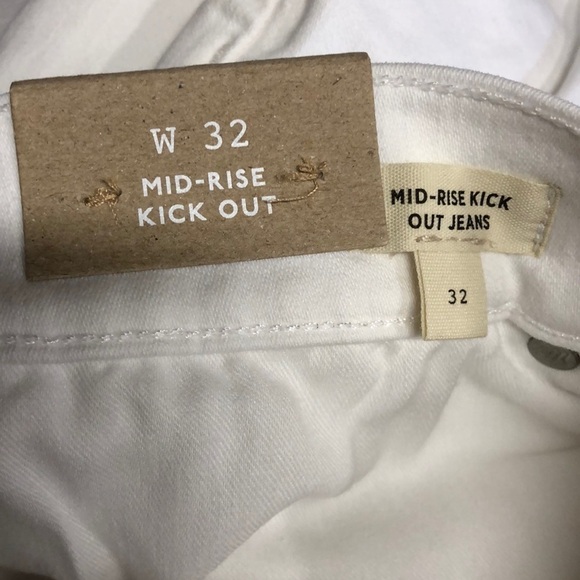 W 32
MID-RISE
KICK OUT
MID-RISE KICK
OUT JEANS
32